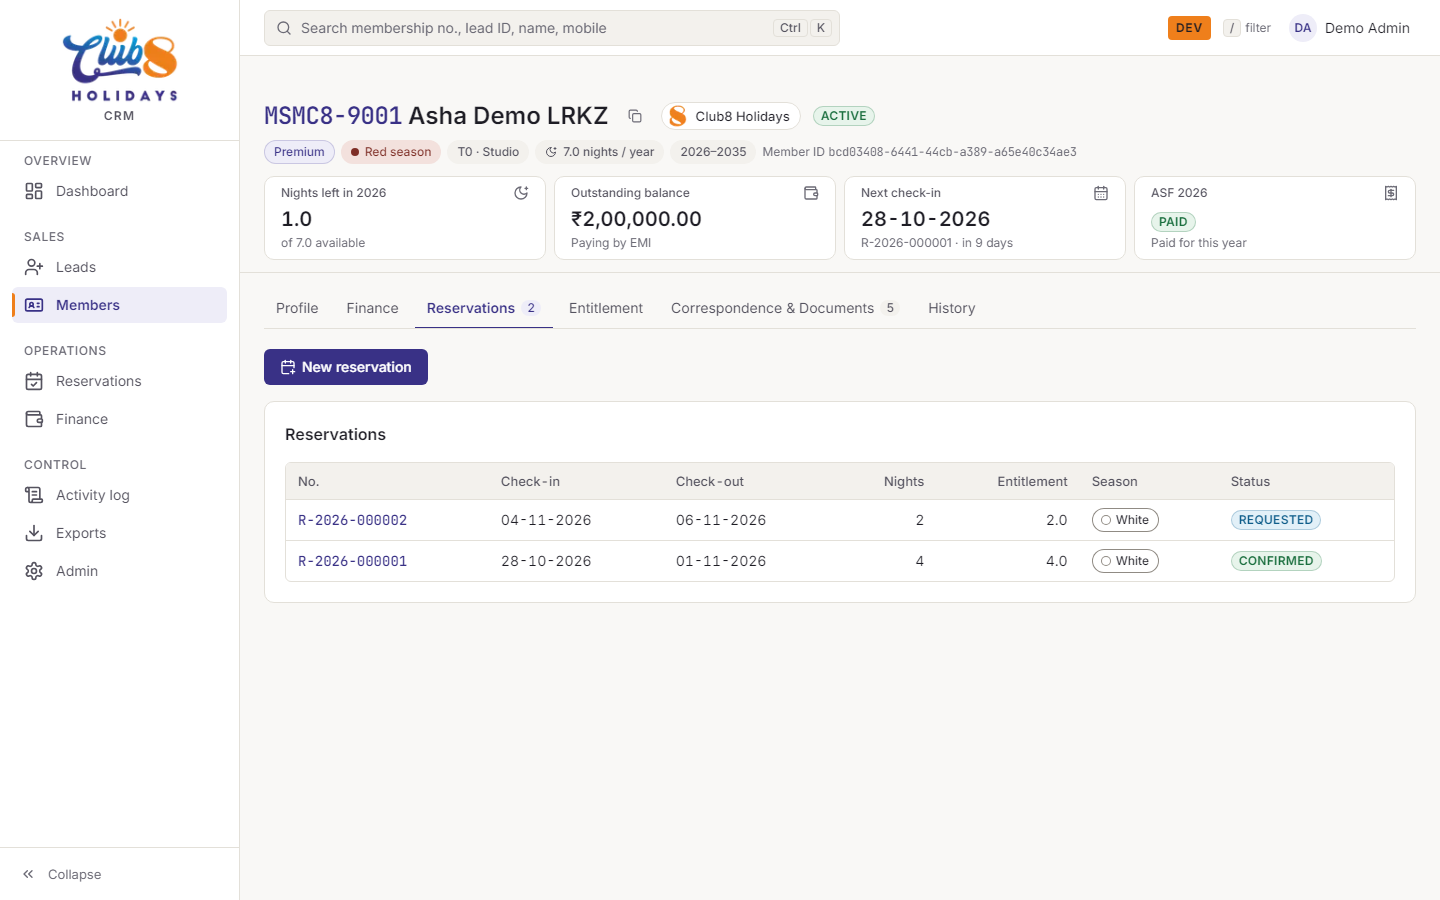 Club8
HOLIDAYS
CRM
Search membership no., lead ID, name, mobile
Ctrl K
DEV
/ filter
DA Demo Admin
OVERVIEW
Dashboard
SALES
Leads
Members
OPERATIONS
Reservations
Finance
CONTROL
Activity log
Exports
Admin
Collapse
MSMC8-9001 Asha Demo LRKZ
Club8 Holidays
ACTIVE
Premium Red season T0 · Studio 7.0 nights / year 2026–2035 Member ID bcd03408-6441-44cb-a389-a65e40c34ae3
Nights left in 2026
1.0
of 7.0 available
Outstanding balance
₹2,00,000.00
Paying by EMI
Next check-in
28-10-2026
R-2026-000001 · in 9 days
ASF 2026
PAID
Paid for this year
Profile Finance Reservations 2 Entitlement Correspondence & Documents 5 History
New reservation
Reservations
No. Check-in Check-out Nights Entitlement Season Status
R-2026-000002 04-11-2026 06-11-2026 2 2.0 White REQUESTED
R-2026-000001 28-10-2026 01-11-2026 4 4.0 White CONFIRMED